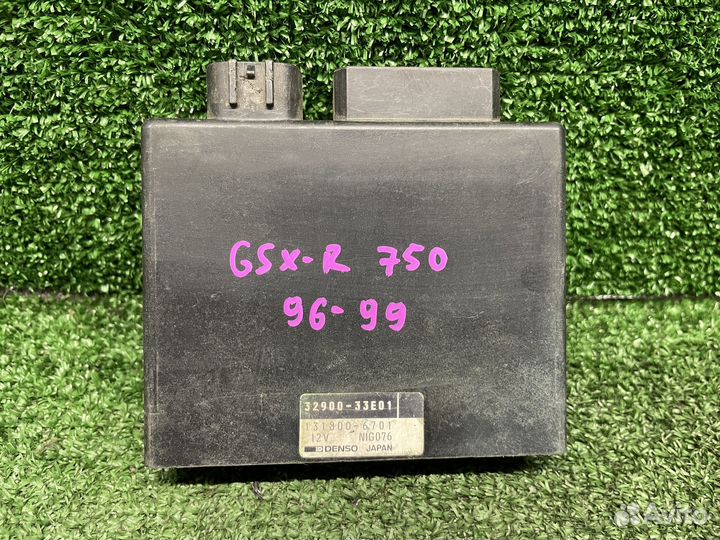 GSX-R 750
96-99
32900-33E01
131800-6701
12V NIG076
DENSO JAPAN
Avito